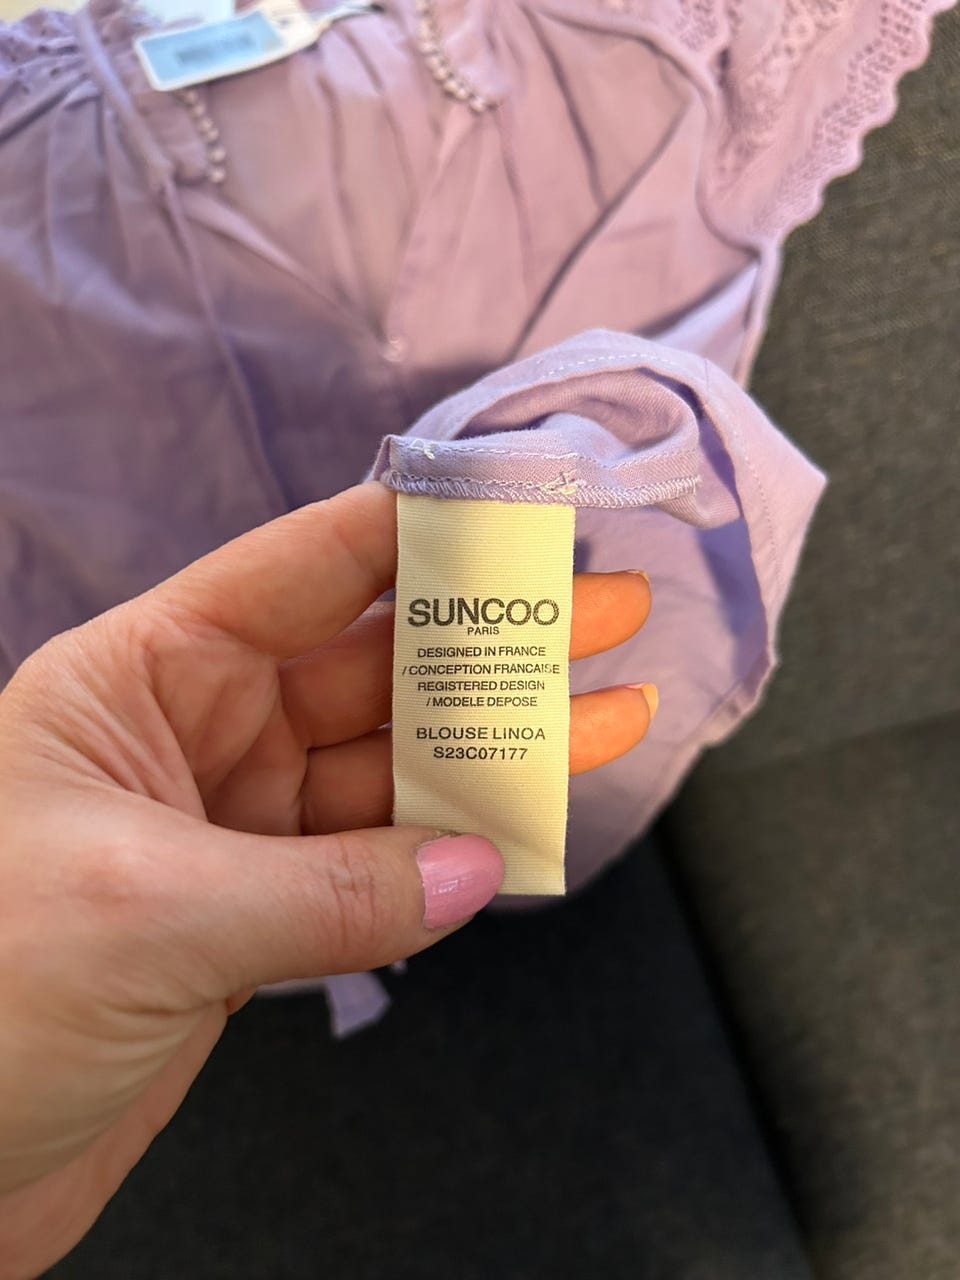 SUNCOO
PARIS
DESIGNED IN FRANCE
/ CONCEPTION FRANCAISE
REGISTERED DESIGN
/ MODELE DEPOSE
BLOUSE LINOA
S23C07177